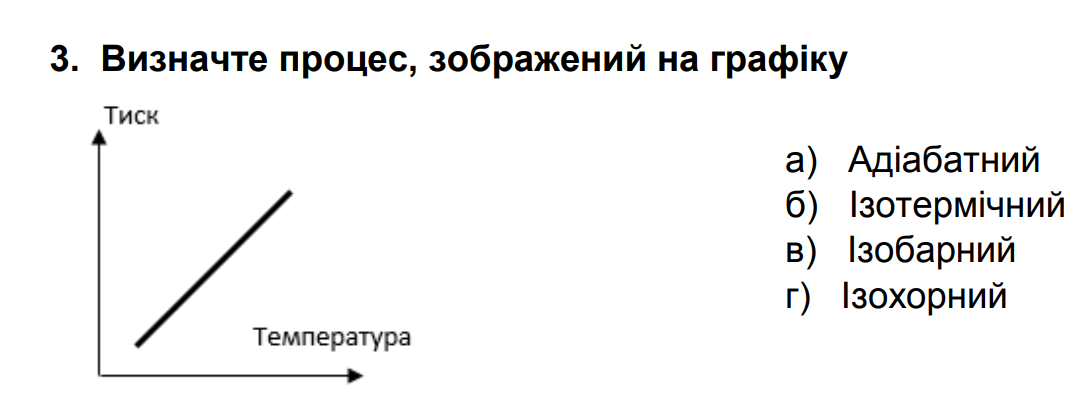 3. Визначте процес, зображений на графіку
Тиск
Температура
а) Адіабатний
б) Ізотермічний
в) Ізобарний
г) Ізохорний